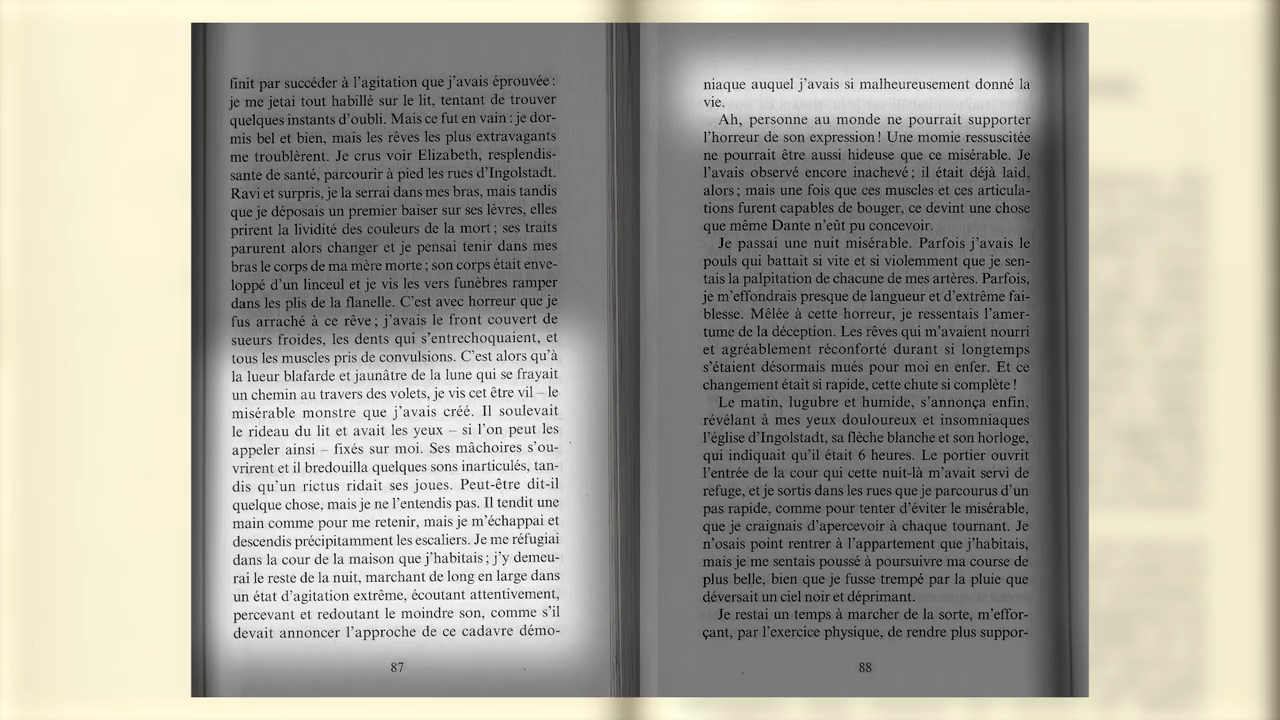 finit par succéder à l'agitation que j'avais éprouvée :
je me jetai tout habillé sur le lit, tentant de trouver
quelques instants d'oubli. Mais ce fut en vain : je dor-
mis bel et bien, mais les rêves les plus extravagants
me troublèrent. Je crus voir Elizabeth, resplendis-
sante de santé, parcourir à pied les rues d'Ingolstadt.
Ravi et surpris, je la serrai dans mes bras, mais tandis
que je déposais un premier baiser sur ses lèvres, elles
prirent la lividité des couleurs de la mort ; ses traits
parurent alors changer et je pensai tenir dans mes
bras le corps de ma mère morte ; son corps était enve-
loppé d'un linceul et je vis les vers funèbres ramper
dans les plis de la flanelle. C'est avec horreur que je
fus arraché à ce rêve ; j'avais le front couvert de
sueurs froides, les dents qui s'entrechoquaient, et
tous les muscles pris de convulsions. C'est alors qu'à
la lueur blafarde et jaunâtre de la lune qui se frayait
un chemin au travers des volets, je vis cet être vil – le
misérable monstre que j'avais créé. Il soulevait
le rideau du lit et avait les yeux – si l'on peut les
appeler ainsi – fixés sur moi. Ses mâchoires s'ou-
vrirent et il bredouilla quelques sons inarticulés, tan-
dis qu'un rictus ridait ses joues. Peut-être dit-il
quelque chose, mais je ne l'entendis pas. Il tendit une
main comme pour me retenir, mais je m'échappai et
descendis précipitamment les escaliers. Je me réfugiai
dans la cour de la maison que j'habitais ; j'y demeu-
rai le reste de la nuit, marchant de long en large dans
un état d'agitation extrême, écoutant attentivement,
percevant et redoutant le moindre son, comme s'il
devait annoncer l'approche de ce cadavre démo-
87
niaque auquel j'avais si malheureusement donné la
vie.
Ah, personne au monde ne pourrait supporter
l'horreur de son expression ! Une momie ressuscitée
ne pourrait être aussi hideuse que ce misérable. Je
l'avais observé encore inachevé ; il était déjà laid,
alors ; mais une fois que ces muscles et ces articula-
tions furent capables de bouger, ce devint une chose
que même Dante n'eût pu concevoir.
Je passai une nuit misérable. Parfois j'avais le
pouls qui battait si vite et si violemment que je sen-
tais la palpitation de chacune de mes artères. Parfois,
je m'effondrais presque de langueur et d'extrême fai-
blesse. Mêlée à cette horreur, je ressentais l'amer-
tume de la déception. Les rêves qui m'avaient nourri
et agréablement réconforté durant si longtemps
s'étaient désormais mués pour moi en enfer. Et ce
changement était si rapide, cette chute si complète !
Le matin, lugubre et humide, s'annonça enfin,
révélant à mes yeux douloureux et insomniaques
l'église d'Ingolstadt, sa flèche blanche et son horloge,
qui indiquait qu'il était 6 heures. Le portier ouvrit
l'entrée de la cour qui cette nuit-là m'avait servi de
refuge, et je sortis dans les rues que je parcourus d'un
pas rapide, comme pour tenter d'éviter le misérable,
que je craignais d'apercevoir à chaque tournant. Je
n'osais point rentrer à l'appartement que j'habitais,
mais je me sentais poussé à poursuivre ma course de
plus belle, bien que je fusse trempé par la pluie que
déversait un ciel noir et déprimant.
Je restai un temps à marcher de la sorte, m'effor-
çant, par l'exercice physique, de rendre plus suppor-
88